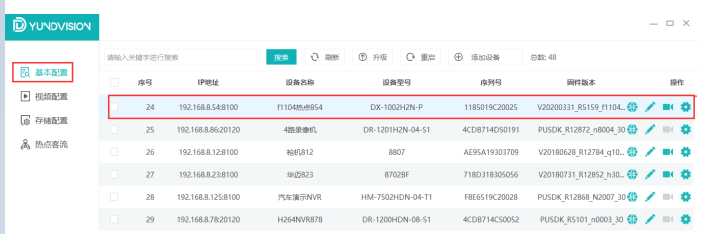 YUNDVISION
请输入关键字进行搜索 搜索 刷新 升级 重启 添加设备 总数: 48
基本配置
视频配置
存储配置
热点客流
序号 IP地址 设备名称 设备型号 序列号 固件版本 操作
24 192.168.8.54:8100 f1104热点854 DX-1002H2N-P 1185019C20025 V20200331_R5159_f1104...
25 192.168.8.86:20120 4路录像机 DR-1201H2N-04-S1 4CD8714DS0191 PUSDK_R12872_n8004_30
26 192.168.8.12:8100 枪机812 8807 AE95A19303709 V20180628_R12784_q10...
27 192.168.8.23:8100 华迈823 8702BF 718D318305056 V20180731_R12852_h30...
28 192.168.8.125:8100 汽车演示NVR HM-7502HDN-04-T1 F8E6519C2002B PUSDK_R12868_N2007_30
29 192.168.8.78:20120 H264NVR878 DR-1200HDN-08-S1 4CD8714CS0052 PUSDK_R5101_n0003_30